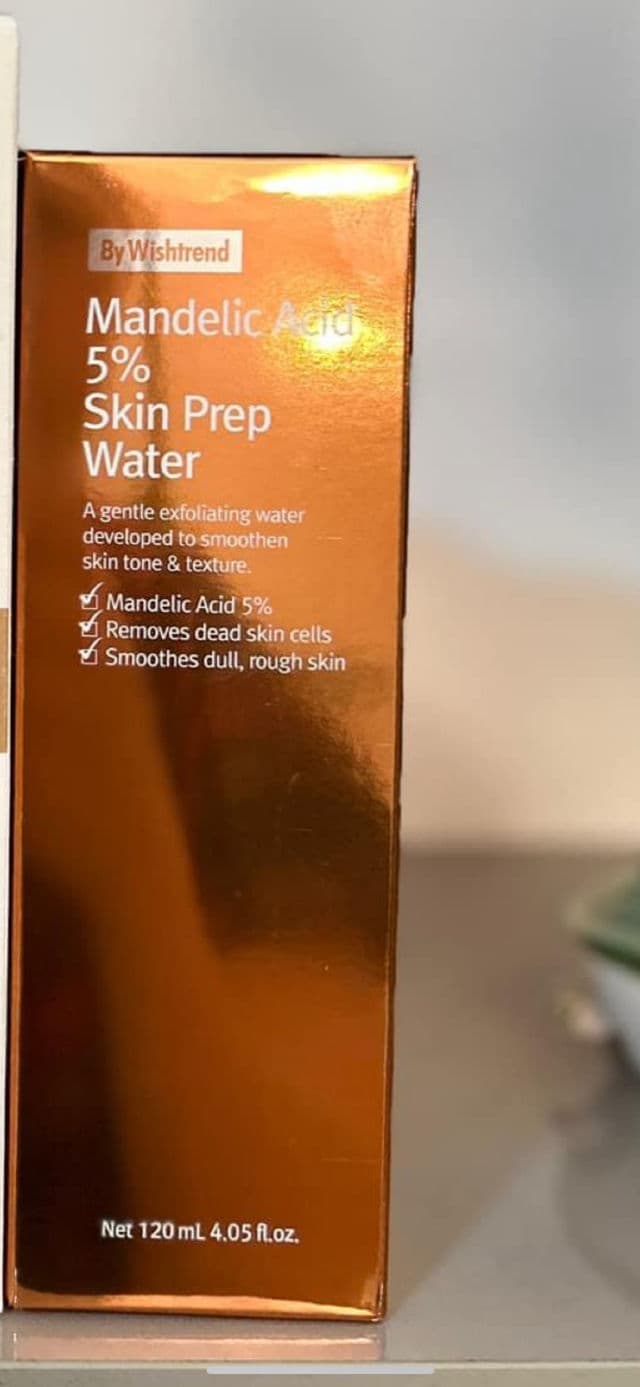 By Wishtrend
Mandelic Acid
5%
Skin Prep
Water
A gentle exfoliating water
developed to smoothen
skin tone & texture.
Mandelic Acid 5%
Removes dead skin cells
Smoothes dull, rough skin
Net 120 mL 4.05 fl.oz.